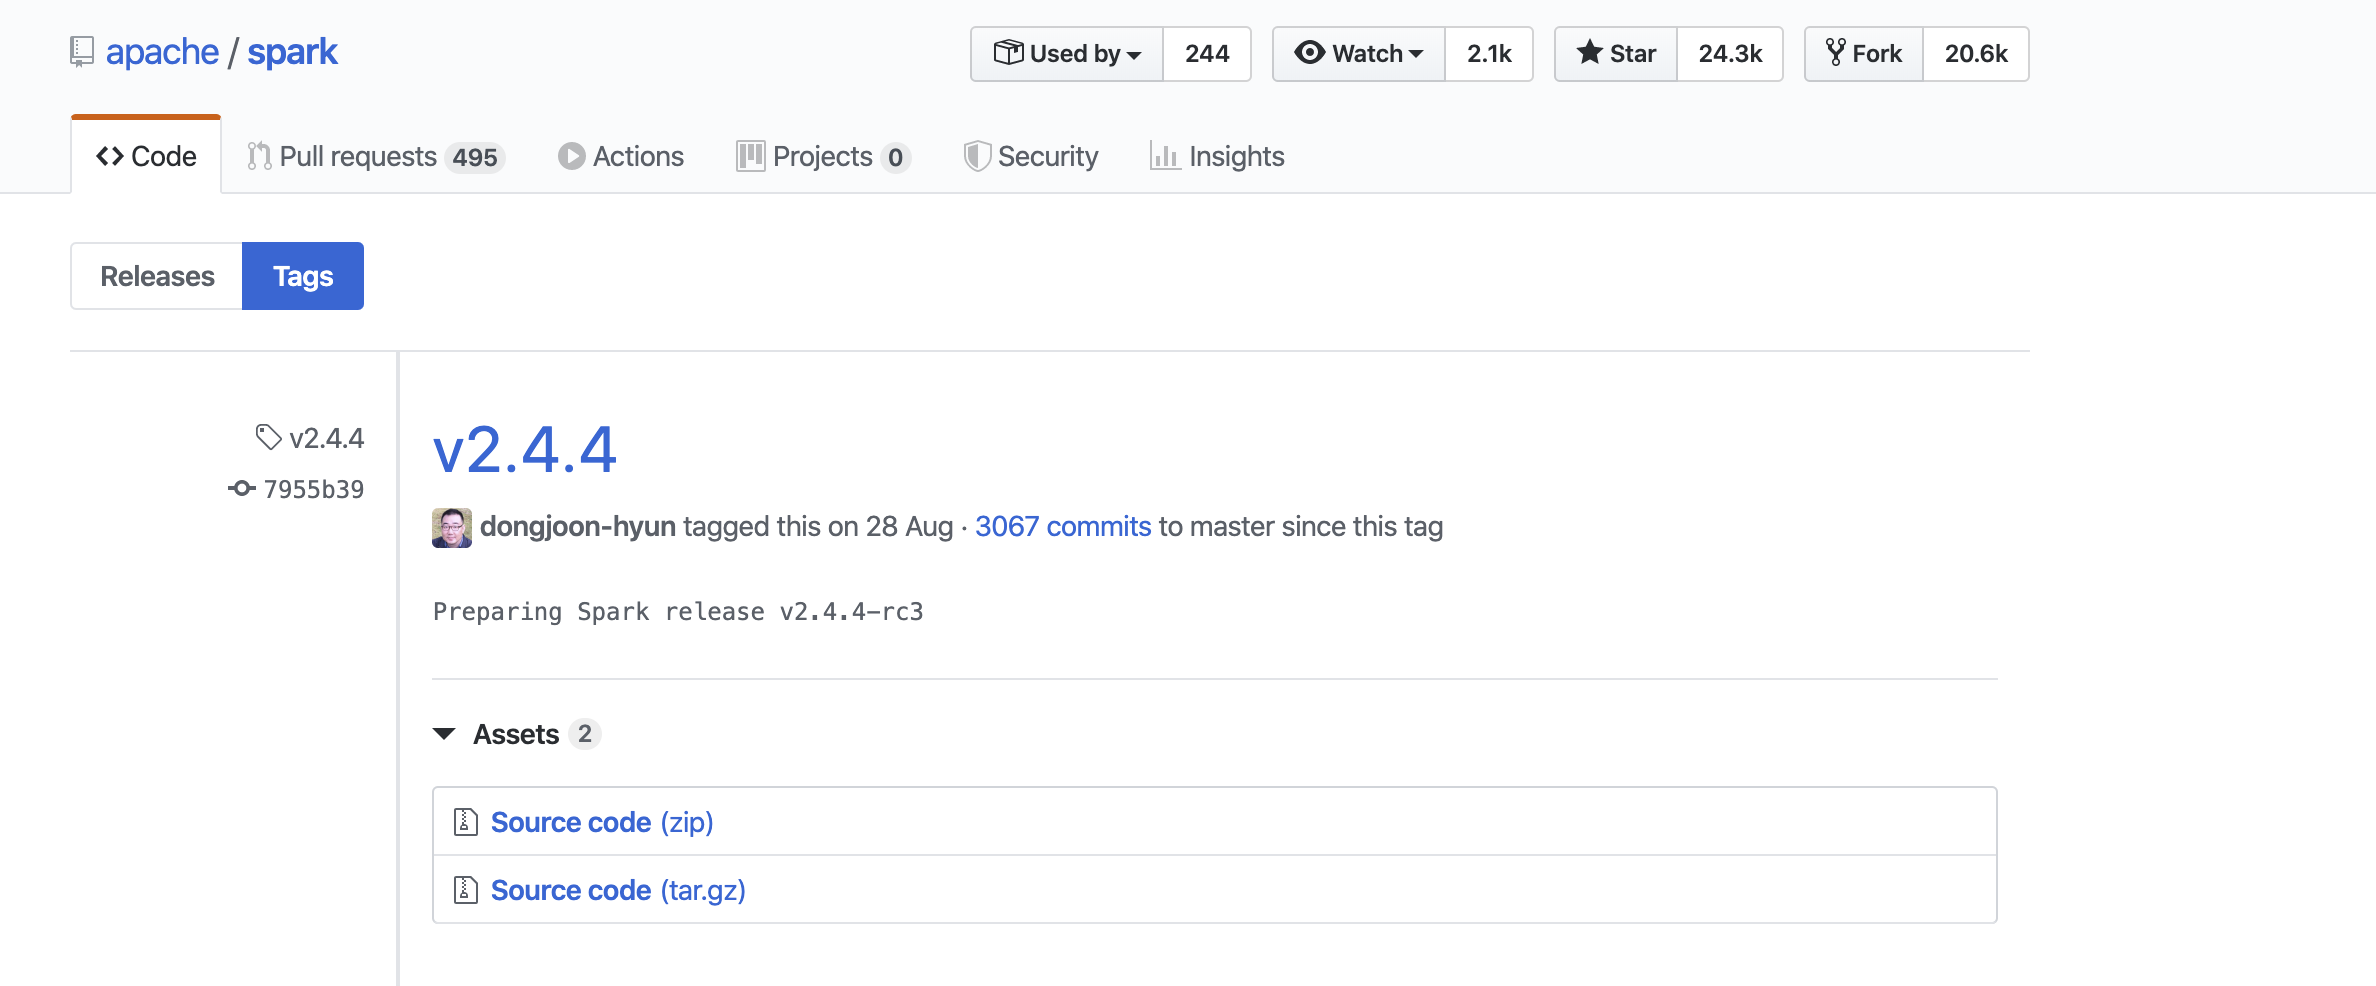 apache / spark
Used by 244 Watch 2.1k Star 24.3k Fork 20.6k
Code Pull requests 495 Actions Projects 0 Security Insights
Releases Tags
v2.4.4
7955b39
v2.4.4
dongjoon-hyun tagged this on 28 Aug · 3067 commits to master since this tag
Preparing Spark release v2.4.4-rc3
Assets 2
Source code (zip)
Source code (tar.gz)